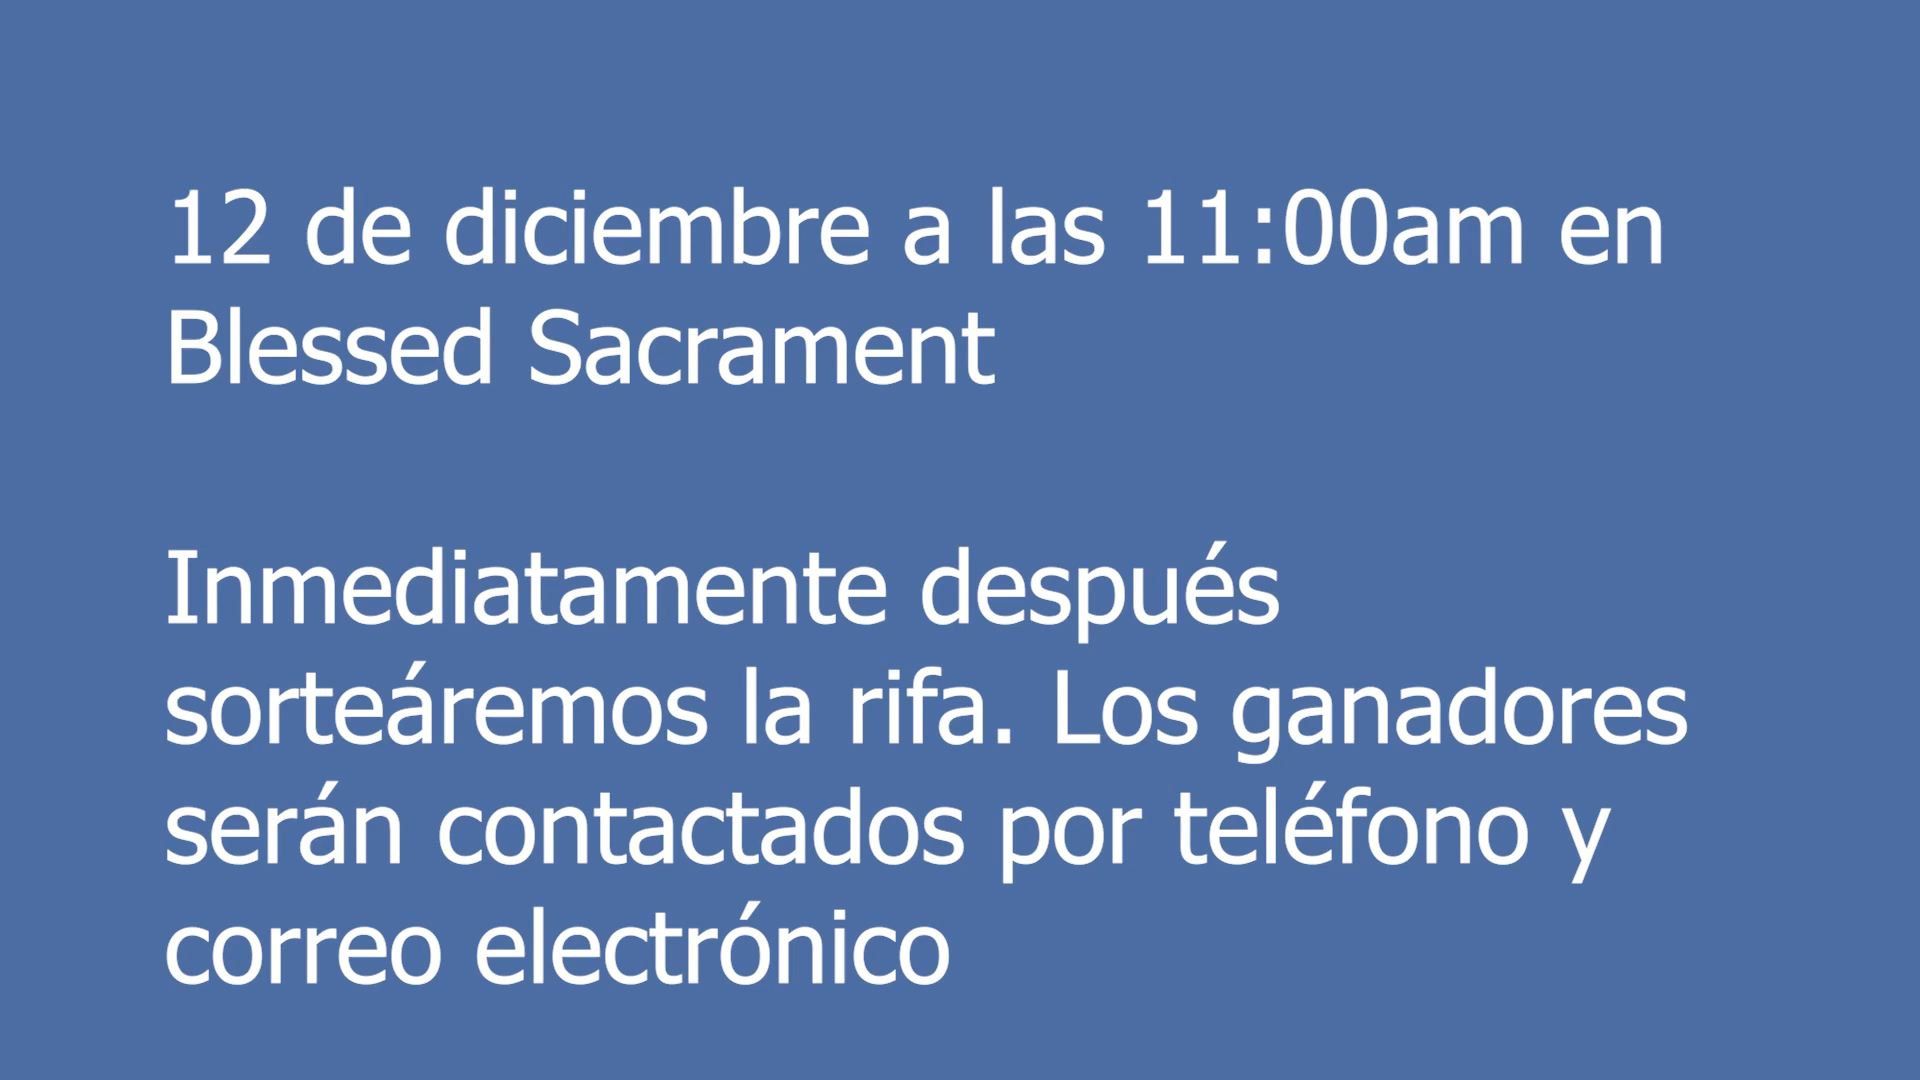 12 de diciembre a las 11:00am en
Blessed Sacrament
Inmediatamente después
sorteáremos la rifa. Los ganadores
serán contactados por teléfono y
correo electrónico